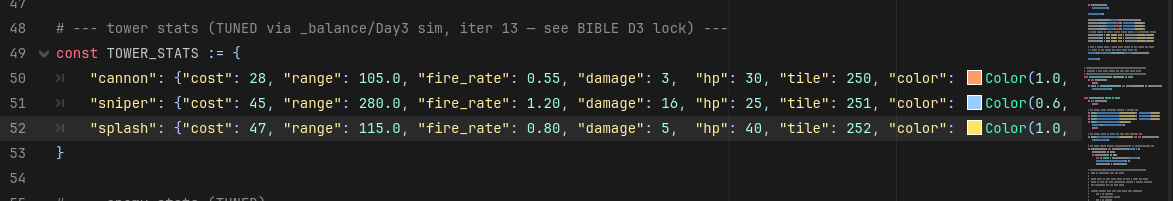 47
48 # --- tower stats (TUNED via _balance/Day3 sim, iter 13 — see BIBLE D3 lock) ---
49 const TOWER_STATS := {
50 "cannon": {"cost": 28, "range": 105.0, "fire_rate": 0.55, "damage": 3,  "hp": 30, "tile": 250, "color": Color(1.0,
51 "sniper": {"cost": 45, "range": 280.0, "fire_rate": 1.20, "damage": 16, "hp": 25, "tile": 251, "color": Color(0.6,
52 "splash": {"cost": 47, "range": 115.0, "fire_rate": 0.80, "damage": 5,  "hp": 40, "tile": 252, "color": Color(1.0,
53 }
54
55 # --- enemy stats (TUNED)